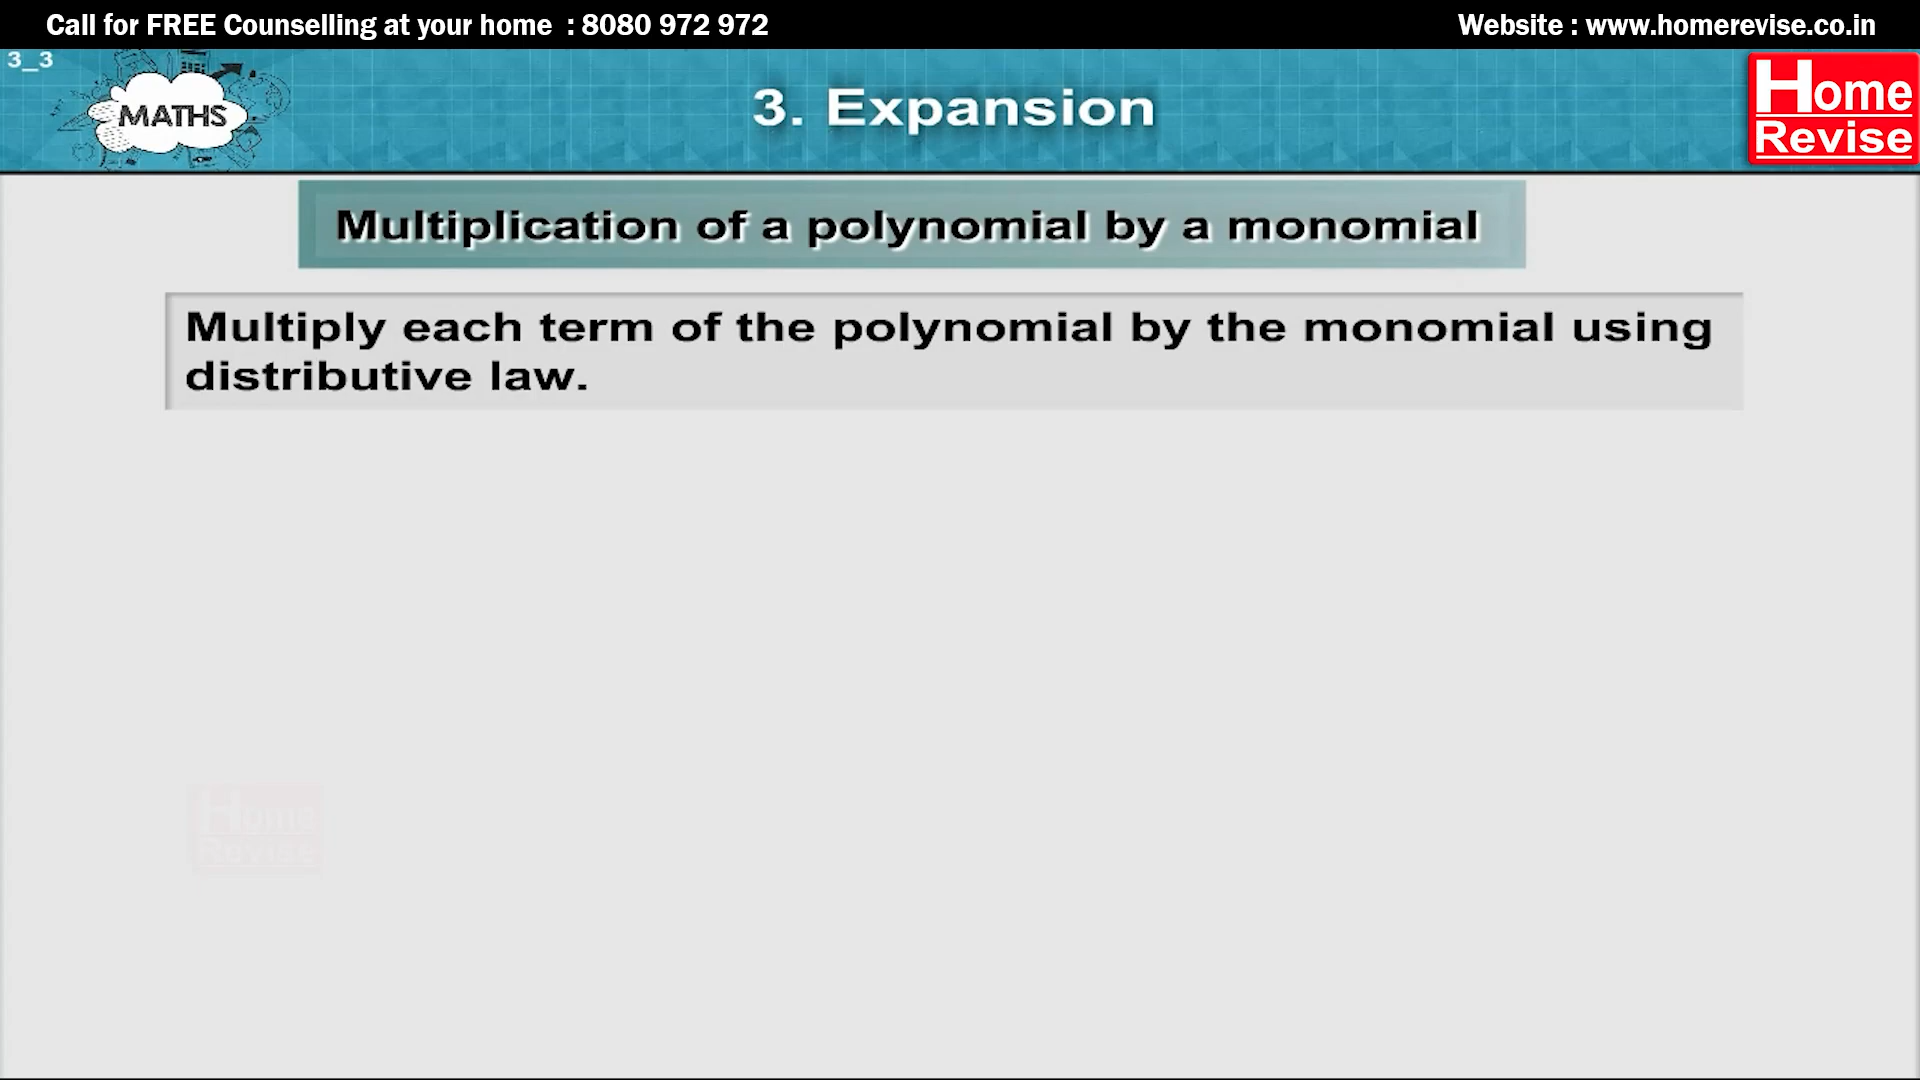 Call for FREE Counselling at your home : 8080 972 972
Website : www.homerevise.co.in
3_3
MATHS
3. Expansion
Home
Revise
Multiplication of a polynomial by a monomial
Multiply each term of the polynomial by the monomial using
distributive law.
Home
Revise